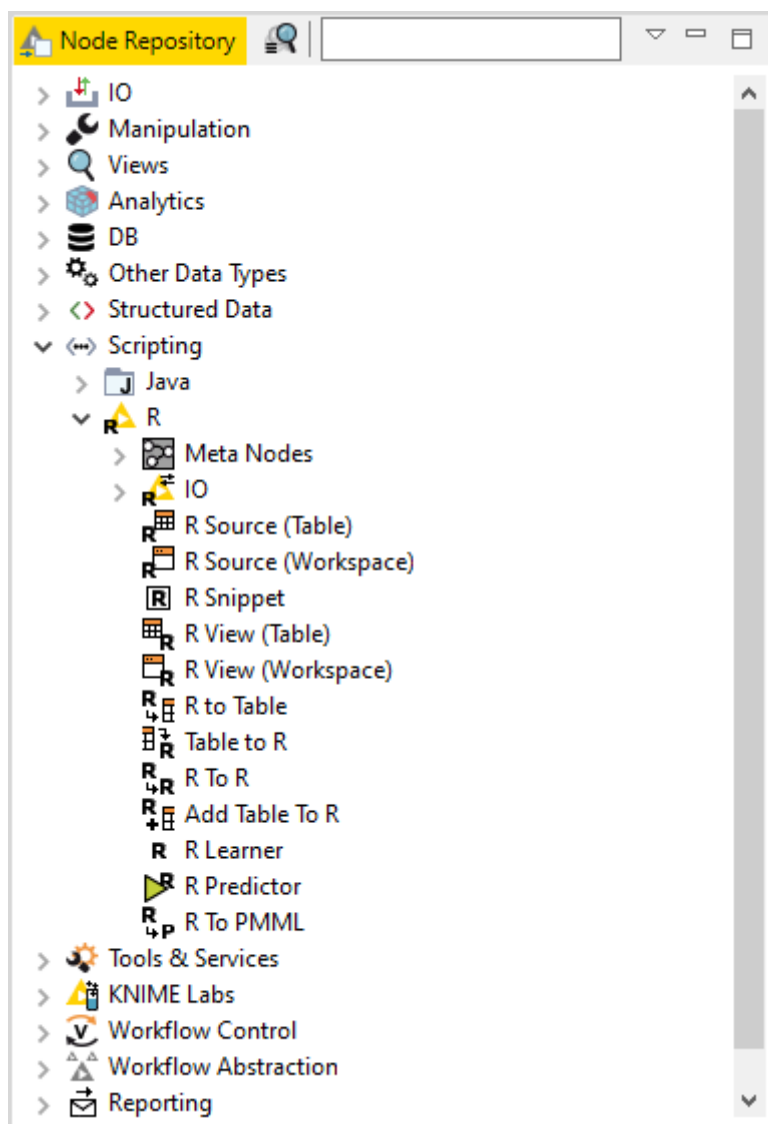 Node Repository
IO
Manipulation
Views
Analytics
DB
Other Data Types
Structured Data
Scripting
Java
R
Meta Nodes
IO
R Source (Table)
R Source (Workspace)
R Snippet
R View (Table)
R View (Workspace)
R to Table
Table to R
R To R
Add Table To R
R Learner
R Predictor
R To PMML
Tools & Services
KNIME Labs
Workflow Control
Workflow Abstraction
Reporting